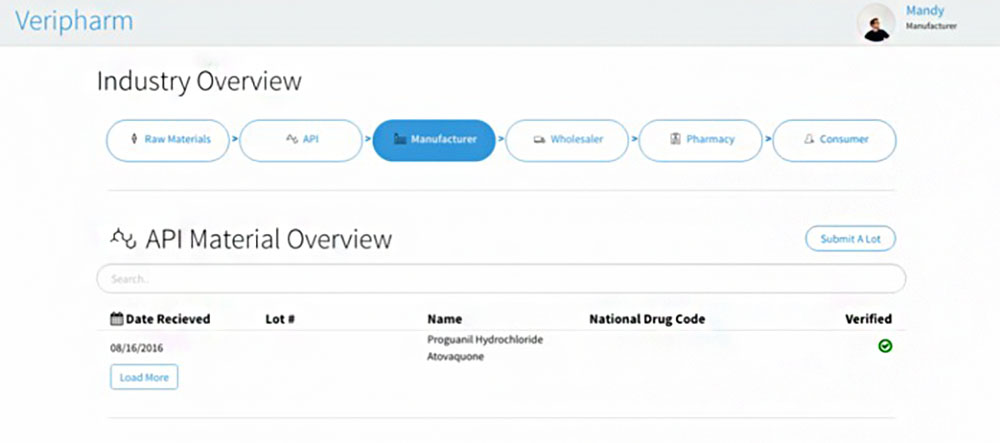 Veripharm
Mandy
Manufacturer
Industry Overview
Raw Materials > API > Manufacturer > Wholesaler > Pharmacy > Consumer
API Material Overview
Submit A Lot
Search..
Date Recieved Lot # Name National Drug Code Verified
08/16/2016 Proguanil Hydrochloride
Atovaquone
Load More